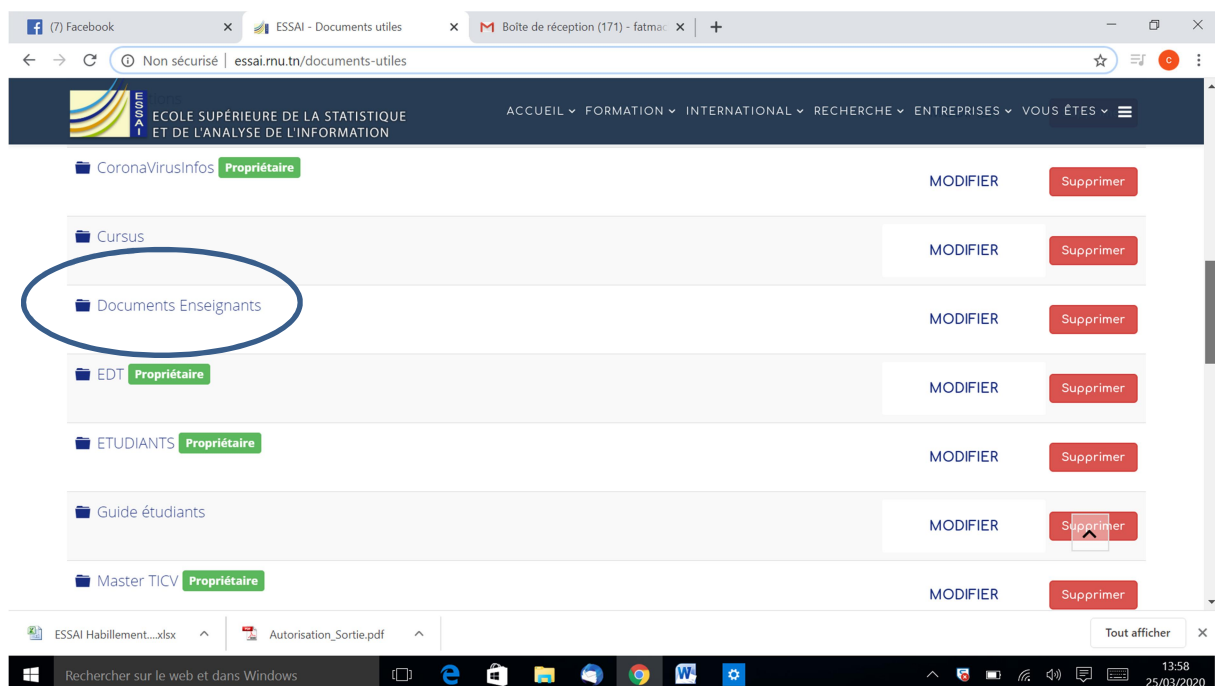 (7) Facebook
ESSAI - Documents utiles
Boîte de réception (171) - fatmac
Non sécurisé | essai.rnu.tn/documents-utiles
C
ESSAI
ECOLE SUPÉRIEURE DE LA STATISTIQUE
ET DE L'ANALYSE DE L'INFORMATION
ACCUEIL FORMATION INTERNATIONAL RECHERCHE ENTREPRISES VOUS ÊTES
CoronaVirusInfos Propriétaire
MODIFIER Supprimer
Cursus
MODIFIER Supprimer
Documents Enseignants
MODIFIER Supprimer
EDT Propriétaire
MODIFIER Supprimer
ETUDIANTS Propriétaire
MODIFIER Supprimer
Guide étudiants
MODIFIER Supprimer
Master TICV Propriétaire
MODIFIER Supprimer
ESSAI Habillement....xlsx
Autorisation_Sortie.pdf
Tout afficher
Rechercher sur le web et dans Windows
13:58
25/03/2020